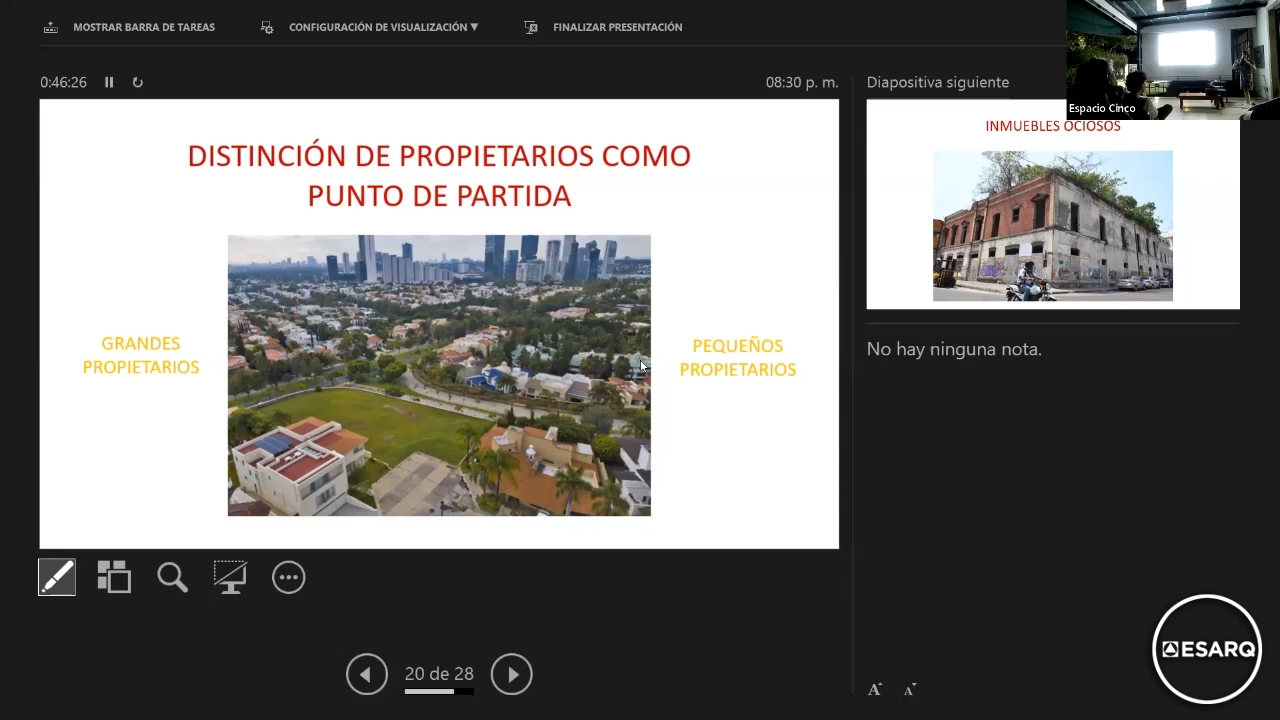 MOSTRAR BARRA DE TAREAS
CONFIGURACIÓN DE VISUALIZACIÓN ▼
FINALIZAR PRESENTACIÓN
0:46:26
08:30 p. m.
DISTINCIÓN DE PROPIETARIOS COMO
PUNTO DE PARTIDA
GRANDES
PROPIETARIOS
PEQUEÑOS
PROPIETARIOS
20 de 28
Diapositiva siguiente
Espacio Cinco
INMUEBLES OCIOSOS
No hay ninguna nota.
A A
ESARQ